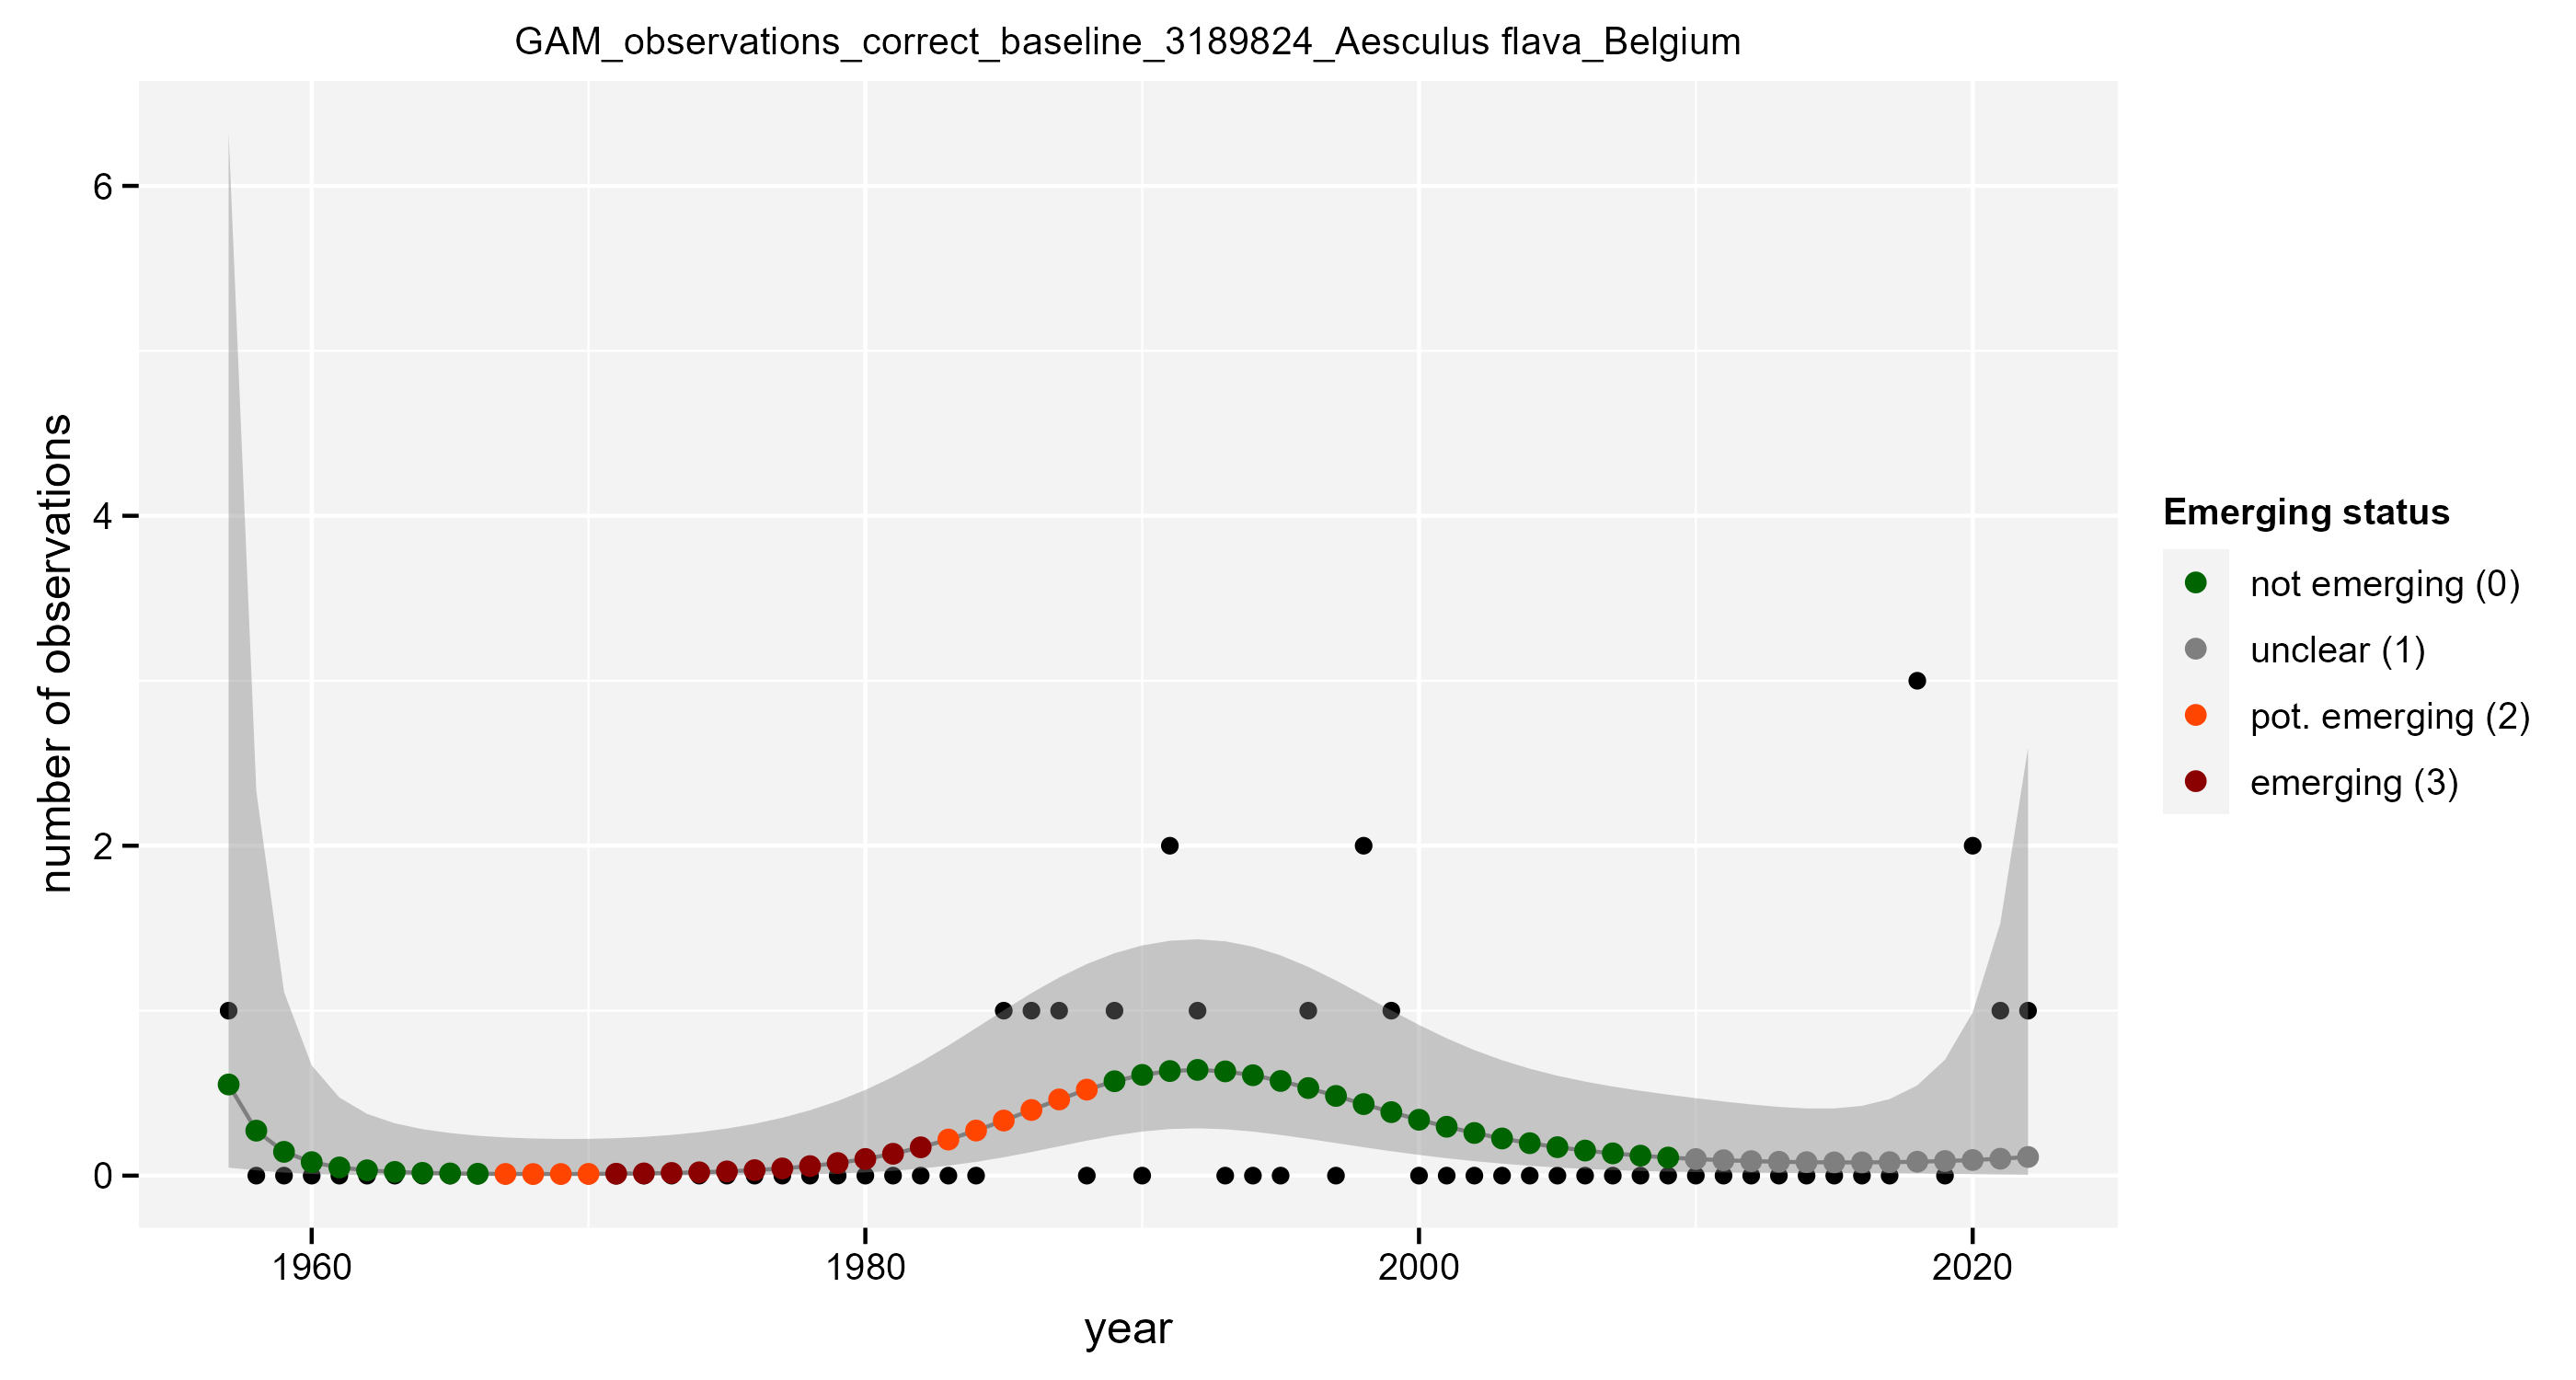 GAM_observations_correct_baseline_3189824_Aesculus flava_Belgium
number of observations
6
4
2
0
1960
1980
2000
2020
year
Emerging status
not emerging (0)
unclear (1)
pot. emerging (2)
emerging (3)